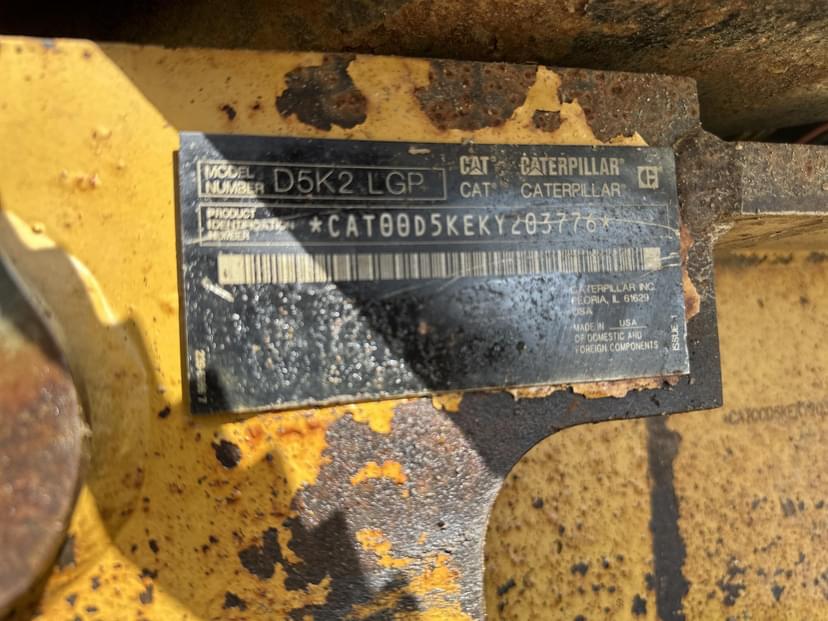 MODEL NUMBER D5K2 LGP
CAT® CATERPILLAR®
CAT® CATERPILLAR®
PRODUCT IDENTIFICATION NUMBER *CAT00D5KEKY203776*
CATERPILLAR INC.
PEORIA, IL 61629
USA
MADE IN USA
OF DOMESTIC AND
FOREIGN COMPONENTS
ISSUE-1